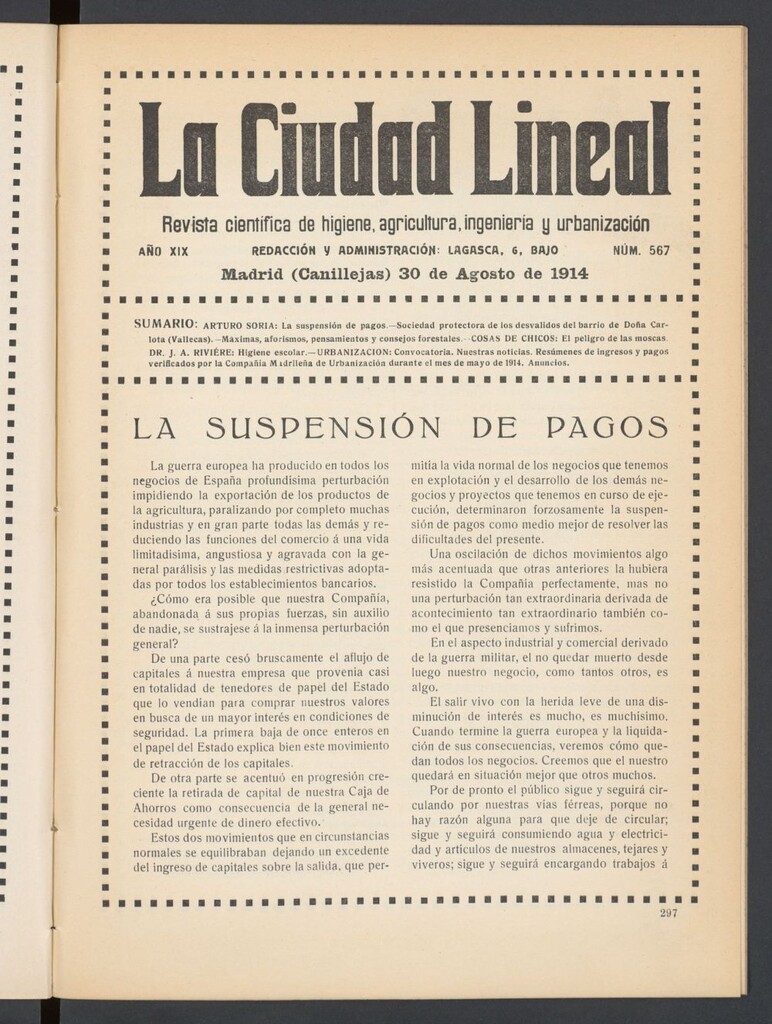 La Ciudad Lineal
Revista científica de higiene, agricultura, ingeniería y urbanización
AÑO XIX REDACCIÓN Y ADMINISTRACIÓN: LAGASCA, 6, BAJO NÚM. 567
Madrid (Canillejas) 30 de Agosto de 1914
SUMARIO: ARTURO SORIA: La suspensión de pagos.—Sociedad protectora de los desvalidos del barrio de Doña Car-
lota (Vallecas).—Máximas, aforismos, pensamientos y consejos forestales.—COSAS DE CHICOS: El peligro de las moscas.
DR. J. A. RIVIÈRE: Higiene escolar.—URBANIZACION: Convocatoria. Nuestras noticias. Resúmenes de ingresos y pagos
verificados por la Compañía Madrileña de Urbanización durante el mes de mayo de 1914. Anuncios.
LA SUSPENSIÓN DE PAGOS
La guerra europea ha producido en todos los
negocios de España profundísima perturbación
impidiendo la exportación de los productos de
la agricultura, paralizando por completo muchas
industrias y en gran parte todas las demás y re-
duciendo las funciones del comercio á una vida
limitadísima, angustiosa y agravada con la ge-
neral parálisis y las medidas restrictivas adopta-
das por todos los establecimientos bancarios.
¿Cómo era posible que nuestra Compañía,
abandonada á sus propias fuerzas, sin auxilio
de nadie, se sustrajese á la inmensa perturbación
general?
De una parte cesó bruscamente el aflujo de
capitales á nuestra empresa que provenía casi
en totalidad de tenedores de papel del Estado
que lo vendían para comprar nuestros valores
en busca de un mayor interés en condiciones de
seguridad. La primera baja de once enteros en
el papel del Estado explica bien este movimiento
de retracción de los capitales.
De otra parte se acentuó en progresión cre-
ciente la retirada de capital de nuestra Caja de
Ahorros como consecuencia de la general ne-
cesidad urgente de dinero efectivo.
Estos dos movimientos que en circunstancias
normales se equilibraban dejando un excedente
del ingreso de capitales sobre la salida, que per-
mitía la vida normal de los negocios que tenemos
en explotación y el desarrollo de los demás ne-
gocios y proyectos que tenemos en curso de eje-
cución, determinaron forzosamente la suspen-
sión de pagos como medio mejor de resolver las
dificultades del presente.
Una oscilación de dichos movimientos algo
más acentuada que otras anteriores la hubiera
resistido la Compañía perfectamente, mas no
una perturbación tan extraordinaria derivada de
acontecimiento tan extraordinario también co-
mo el que presenciamos y sufrimos.
En el aspecto industrial y comercial derivado
de la guerra militar, el no quedar muerto desde
luego nuestro negocio, como tantos otros, es
algo.
El salir vivo con la herida leve de una dis-
minución de interés es mucho, es muchísimo.
Cuando termine la guerra europea y la liquida-
ción de sus consecuencias, veremos cómo que-
dan todos los negocios. Creemos que el nuestro
quedará en situación mejor que otros muchos.
Por de pronto el público sigue y seguirá cir-
culando por nuestras vías férreas, porque no
hay razón alguna para que deje de circular;
sigue y seguirá consumiendo agua y electrici-
dad y artículos de nuestros almacenes, tejares y
viveros; sigue y seguirá encargando trabajos á
297